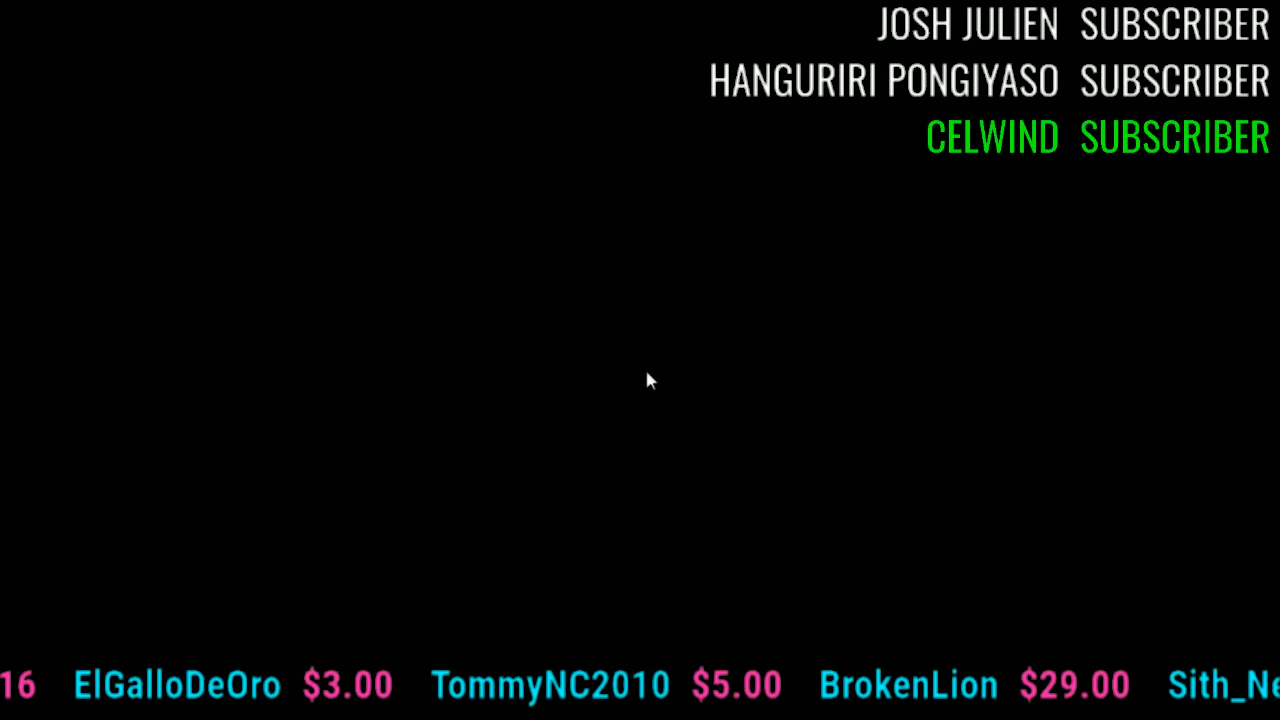 JOSH JULIEN SUBSCRIBER
HANGURIRI PONGIYASO SUBSCRIBER
CELWIND SUBSCRIBER
16 ElGalloDeOro $3.00 TommyNC2010 $5.00 BrokenLion $29.00